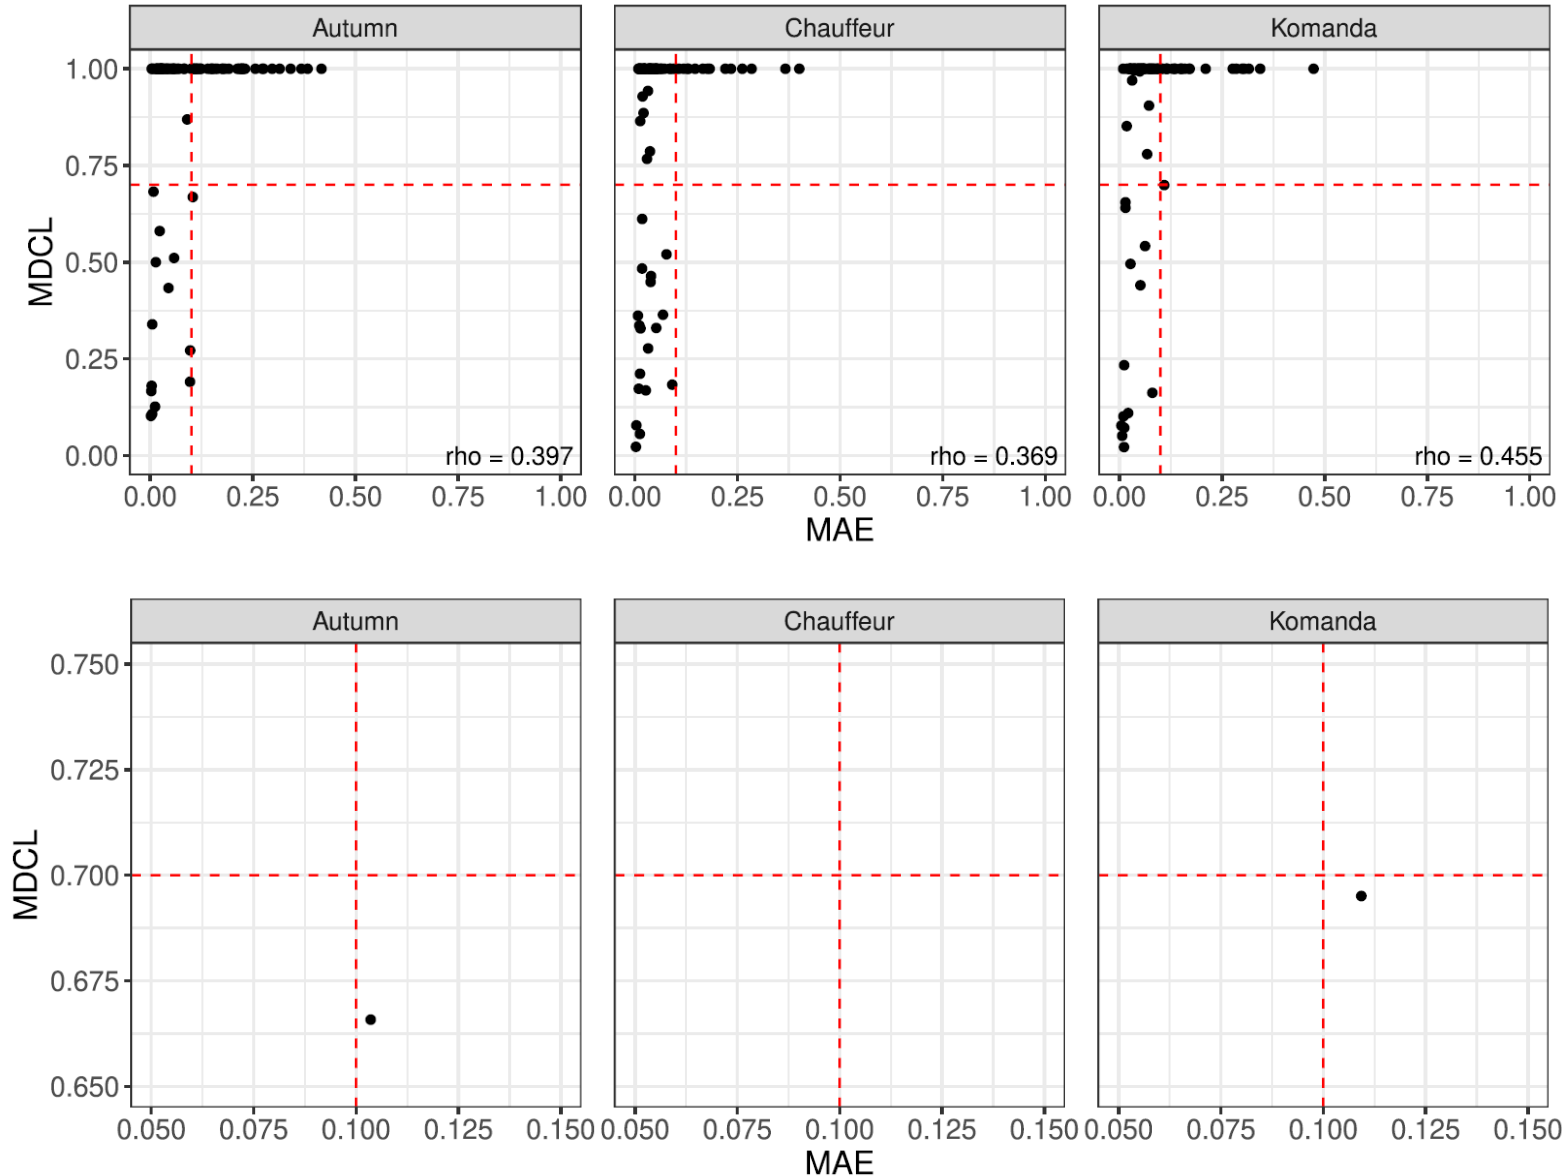 Autumn Chauffeur Komanda
1.00
0.75
0.50
0.25
0.00
MDCL
rho = 0.397 rho = 0.369 rho = 0.455
0.00 0.25 0.50 0.75 1.00 0.00 0.25 0.50 0.75 1.00 0.00 0.25 0.50 0.75 1.00
MAE
Autumn Chauffeur Komanda
0.750
0.725
0.700
0.675
0.650
MDCL
0.050 0.075 0.100 0.125 0.150 0.050 0.075 0.100 0.125 0.150 0.050 0.075 0.100 0.125 0.150
MAE